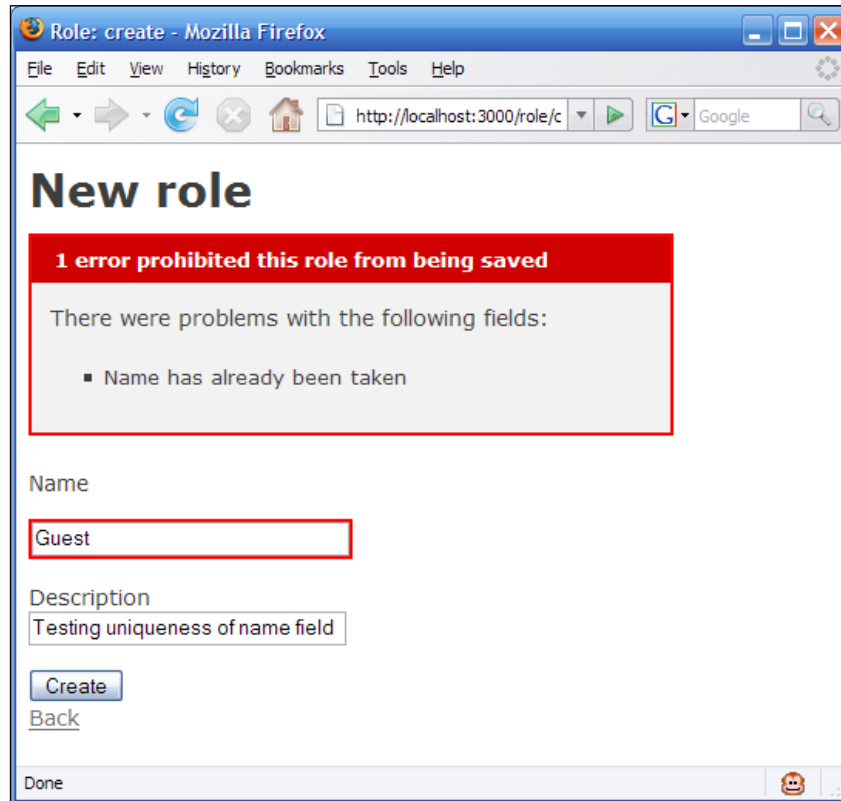 Role: create - Mozilla Firefox
File Edit View History Bookmarks Tools Help
http://localhost:3000/role/c G Google
New role
1 error prohibited this role from being saved
There were problems with the following fields:
Name has already been taken
Name
Guest
Description
Testing uniqueness of name field
Create
Back
Done